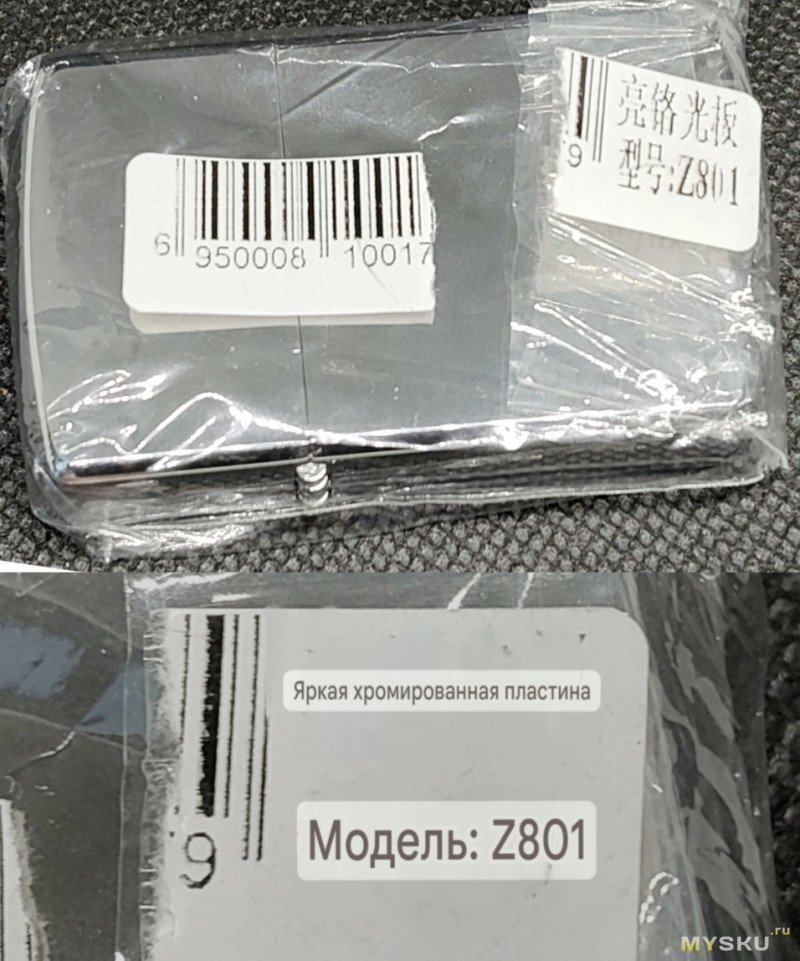 亮铬光板
型号:Z801
9
6 950008 10017
Яркая хромированная пластина
Модель: Z801
9
MYSKU.ru